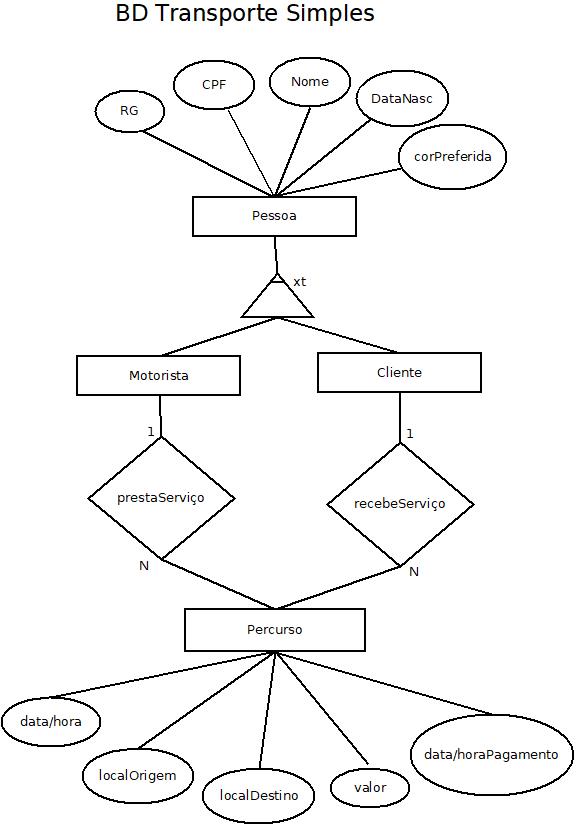 BD Transporte Simples
RG
CPF
Nome
DataNasc
corPreferida
Pessoa
xt
Motorista
Cliente
1
1
prestaServiço
recebeServiço
N
N
Percurso
data/hora
localOrigem
localDestino
valor
data/horaPagamento